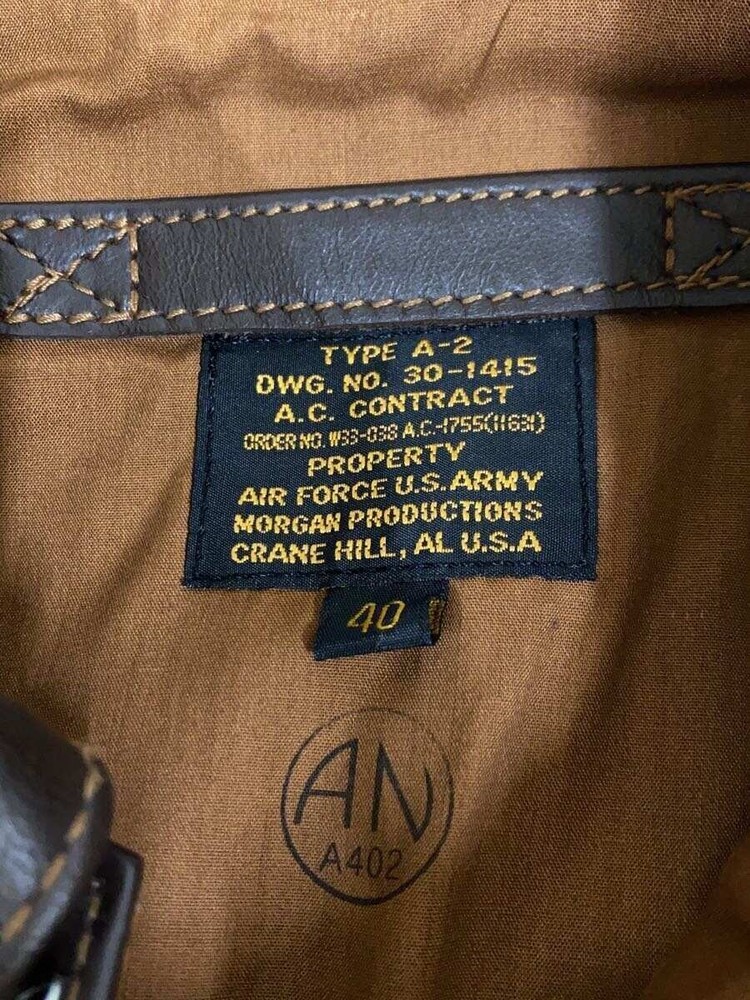 TYPE A-2
DWG. NO. 30-1415
A.C. CONTRACT
ORDER NO. W33-038 A.C.-1755(11631)
PROPERTY
AIR FORCE U.S. ARMY
MORGAN PRODUCTIONS
CRANE HILL, AL U.S.A
40
AN
A402